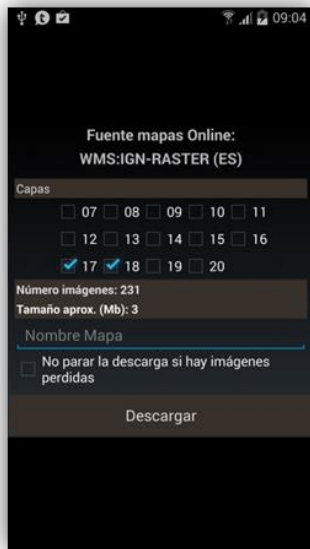 09:04
Fuente mapas Online:
WMS:IGN-RASTER (ES)
Capas
07 08 09 10 11
12 13 14 15 16
17 18 19 20
Número imágenes: 231
Tamaño aprox. (Mb): 3
Nombre Mapa
No parar la descarga si hay imágenes
perdidas
Descargar